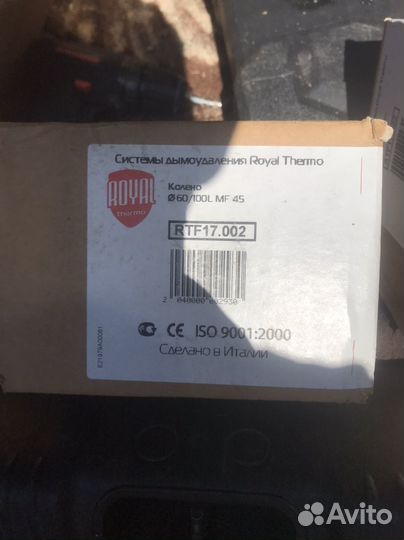 Системы дымоудаления Royal Thermo
ROYAL
thermo
Колено
Ø 60/100L MF 45
RTF17.002
CE ISO 9001:2000
Сделано в Италии
Avito